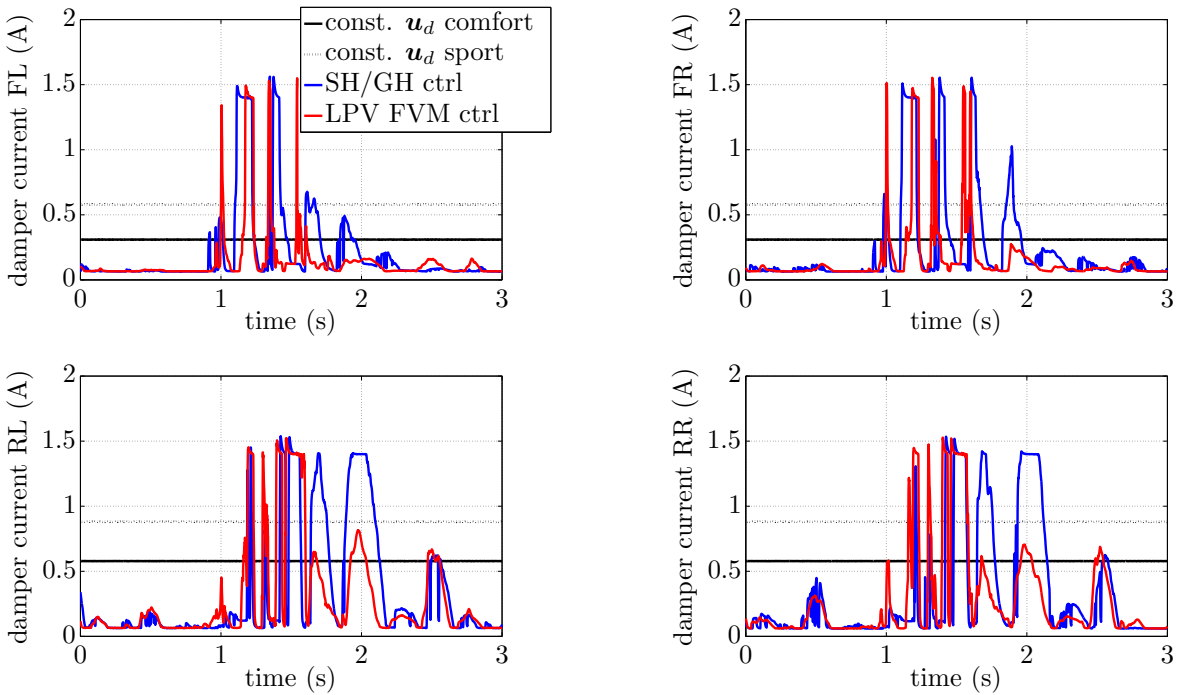 const. u_d comfort
const. u_d sport
SH/GH ctrl
LPV FVM ctrl
damper current FL (A)
2
1.5
1
0.5
0
0 1 2 3
time (s)
damper current FR (A)
2
1.5
1
0.5
0
0 1 2 3
time (s)
damper current RL (A)
2
1.5
1
0.5
0
0 1 2 3
time (s)
damper current RR (A)
2
1.5
1
0.5
0
0 1 2 3
time (s)